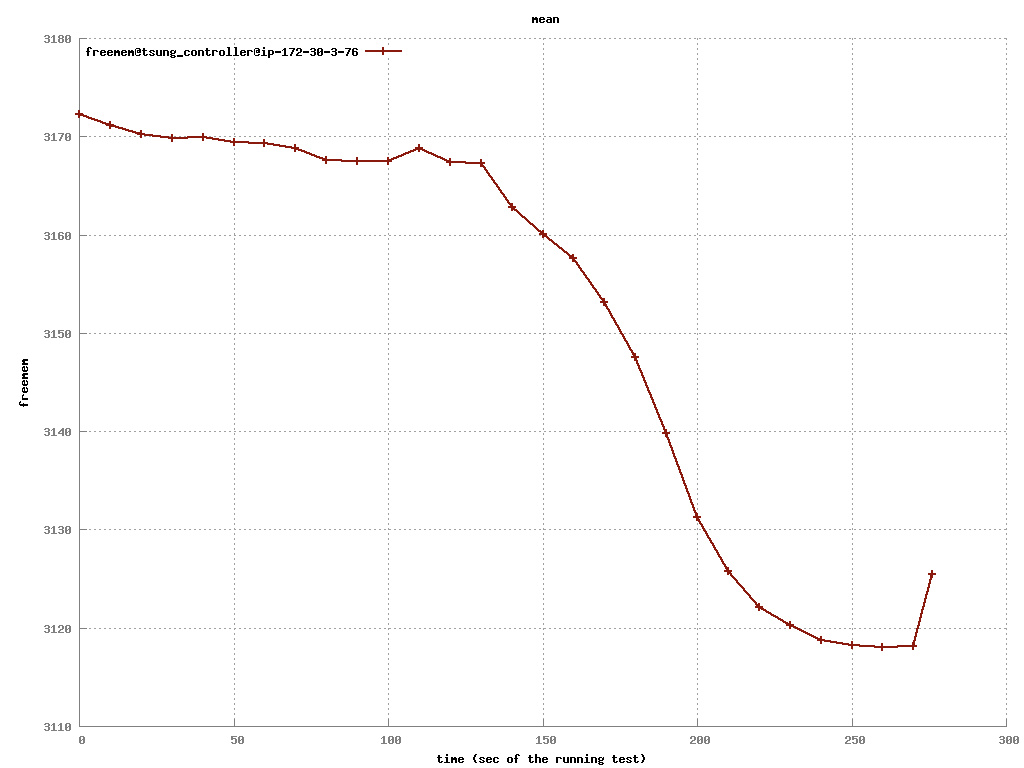 mean
3180
freemem@tsung_controller@ip-172-30-3-76
3170
3160
3150
freemem
3140
3130
3120
3110
0 50 100 150 200 250 300
time (sec of the running test)